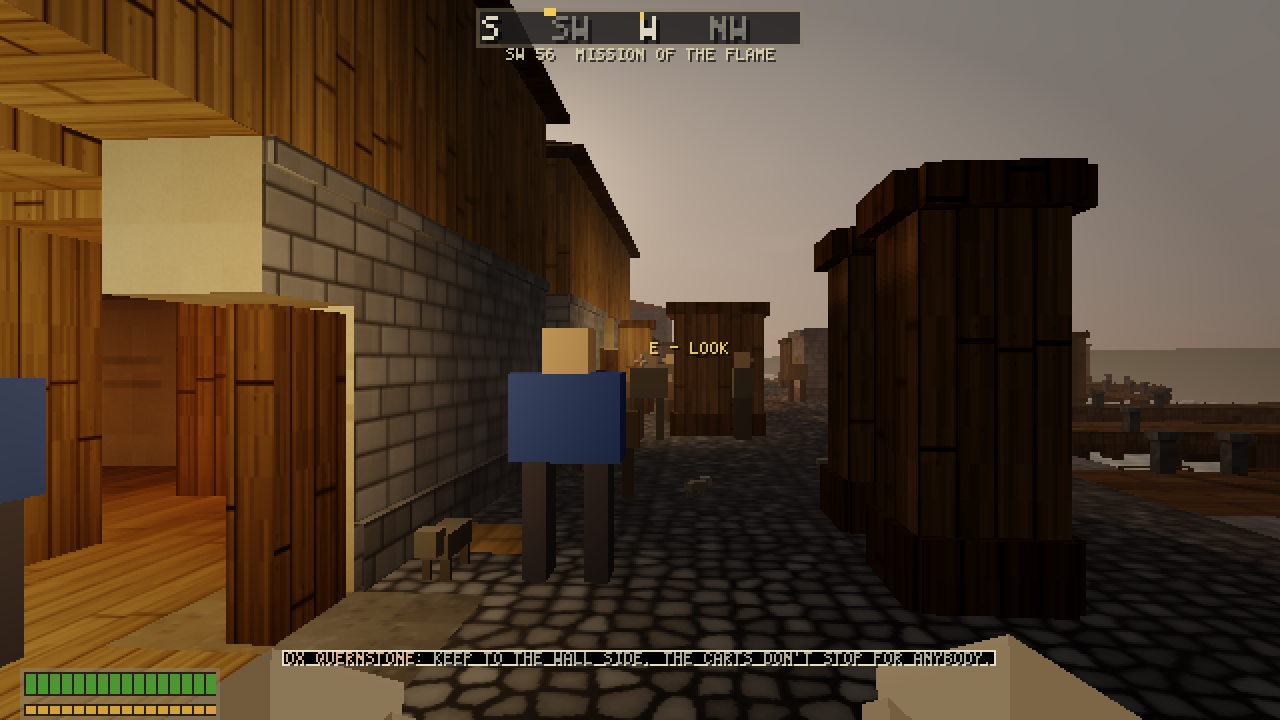 S SW W NW
SW 56 MISSION OF THE FLAME
E - LOOK
OX QUERNSTONE: KEEP TO THE WALL SIDE. THE CARTS DON'T STOP FOR ANYBODY.